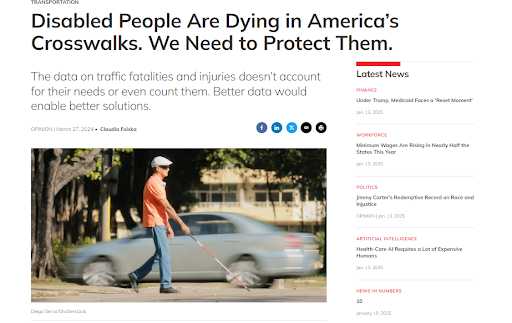 TRANSPORTATION
Disabled People Are Dying in America's
Crosswalks. We Need to Protect Them.
The data on traffic fatalities and injuries doesn't account
for their needs or even count them. Better data would
enable better solutions.
OPINION | March 27, 2024 • Claudia Folska
Diego Cervo/Shutterstock
Latest News
FINANCE
Under Trump, Medicaid Faces a 'Reset Moment'
Jan. 13, 2025
WORKFORCE
Minimum Wages Are Rising in Nearly Half the
States This Year
Jan. 13, 2025
POLITICS
Jimmy Carter's Redemptive Record on Race and
Injustice
OPINION | Jan. 13, 2025
ARTIFICIAL INTELLIGENCE
Health-Care AI Requires a Lot of Expensive
Humans
Jan. 13, 2025
NEWS IN NUMBERS
10
January 10, 2025